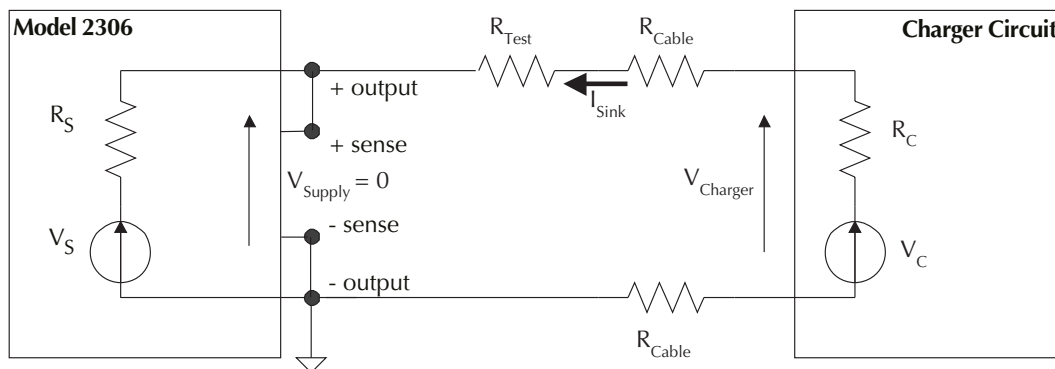 Model 2306
Charger Circuit
R_Test
R_Cable
+ output
I_Sink
R_S
+ sense
R_C
V_Supply = 0
V_Charger
- sense
V_S
V_C
- output
R_Cable